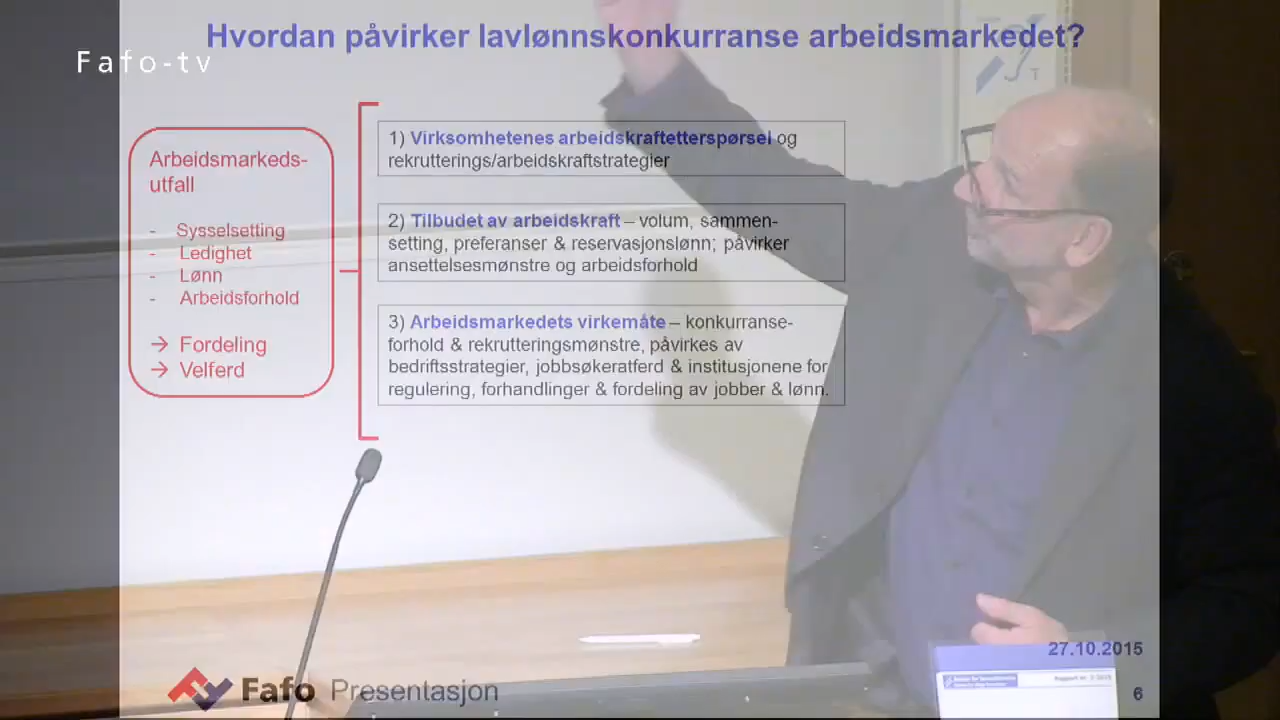 Hvordan påvirker lavlønnskonkurranse arbeidsmarkedet?
Fafo-tv
T
Arbeidsmarkeds-
utfall
- Sysselsetting
- Ledighet
- Lønn
- Arbeidsforhold
→ Fordeling
→ Velferd
1) Virksomhetenes arbeidskraftetterspørsel og
rekrutterings/arbeidskraftstrategier
2) Tilbudet av arbeidskraft – volum, sammen-
setting, preferanser & reservasjonslønn; påvirker
ansettelsesmønstre og arbeidsforhold
3) Arbeidsmarkedets virkemåte – konkurranse-
forhold & rekrutteringsmønstre, påvirkes av
bedriftsstrategier, jobbsøkeratferd & institusjonene for
regulering, forhandlinger & fordeling av jobber & lønn.
27.10.2015
Fafo Presentasjon
6